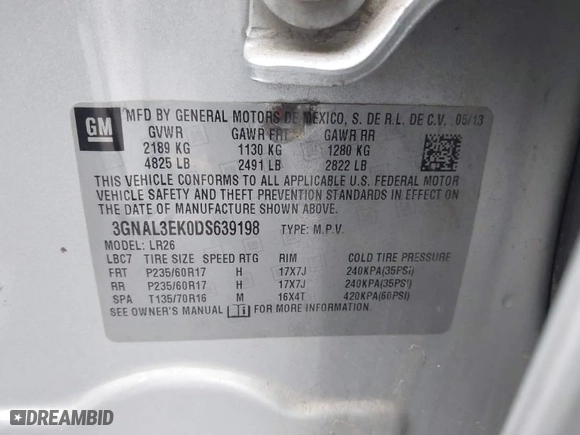 GM
MFD BY GENERAL MOTORS DE MEXICO, S. DE R.L. DE C.V. 05/13
GVWR GAWR FRT GAWR RR
2189 KG 1130 KG 1280 KG
4825 LB 2491 LB 2822 LB
THIS VEHICLE CONFORMS TO ALL APPLICABLE U.S. FEDERAL MOTOR
VEHICLE SAFETY AND THEFT PREVENTION STANDARDS IN EFFECT ON
THE DATE OF MANUFACTURE SHOWN ABOVE.
3GNAL3EK0DS639198 TYPE: M.P.V.
MODEL: LR26
LBC7 TIRE SIZE SPEED RTG RIM COLD TIRE PRESSURE
FRT P235/60R17 H 17X7J 240KPA(35PSI)
RR P235/60R17 H 17X7J 240KPA(35PSI)
SPA T135/70R16 M 16X4T 420KPA(60PSI)
SEE OWNER'S MANUAL FOR MORE INFORMATION.
DREAMBID